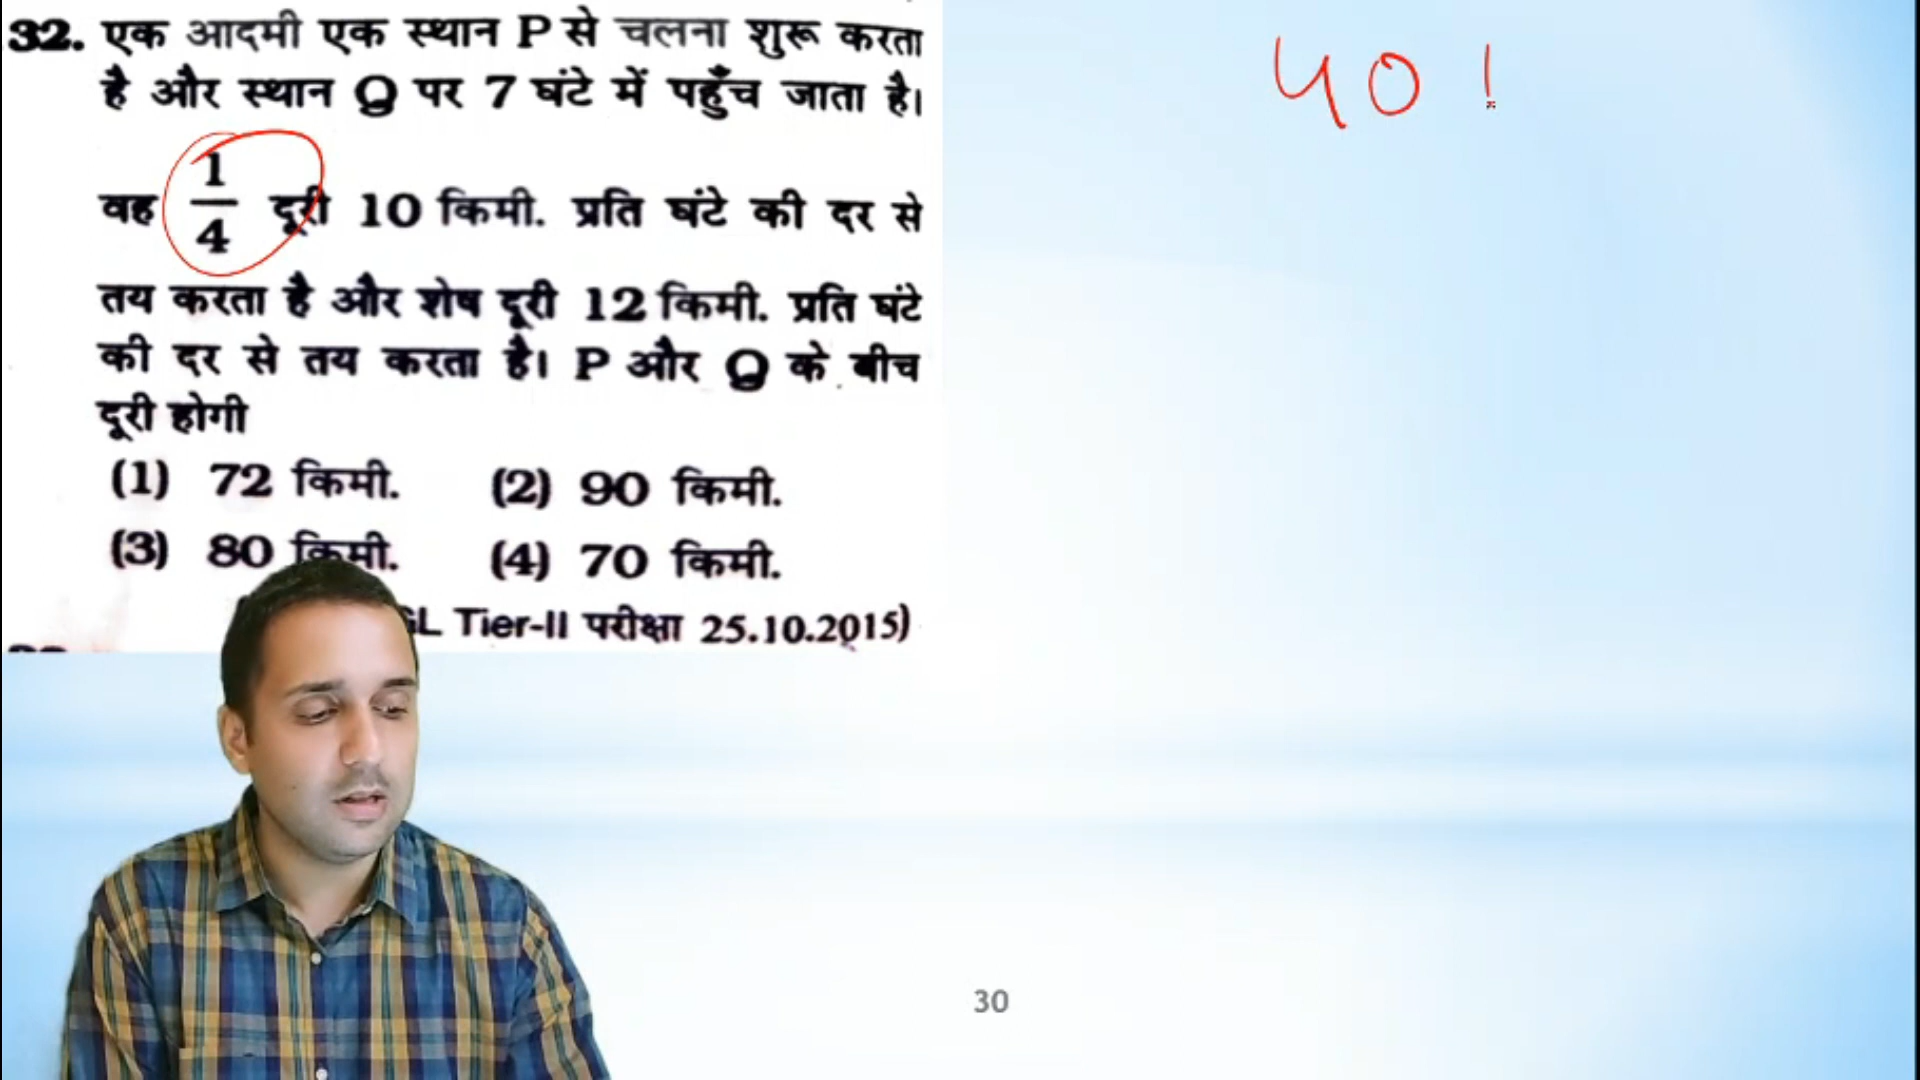 32. एक आदमी एक स्थान P से चलना शुरू करता
है और स्थान Q पर 7 घंटे में पहुँच जाता है।
वह 1/4 दूरी 10 किमी. प्रति घंटे की दर से
तय करता है और शेष दूरी 12 किमी. प्रति घंटे
की दर से तय करता है। P और Q के बीच
दूरी होगी
(1) 72 किमी. (2) 90 किमी.
(3) 80 किमी. (4) 70 किमी.
Tier-II परीक्षा 25.10.2015)
40
30